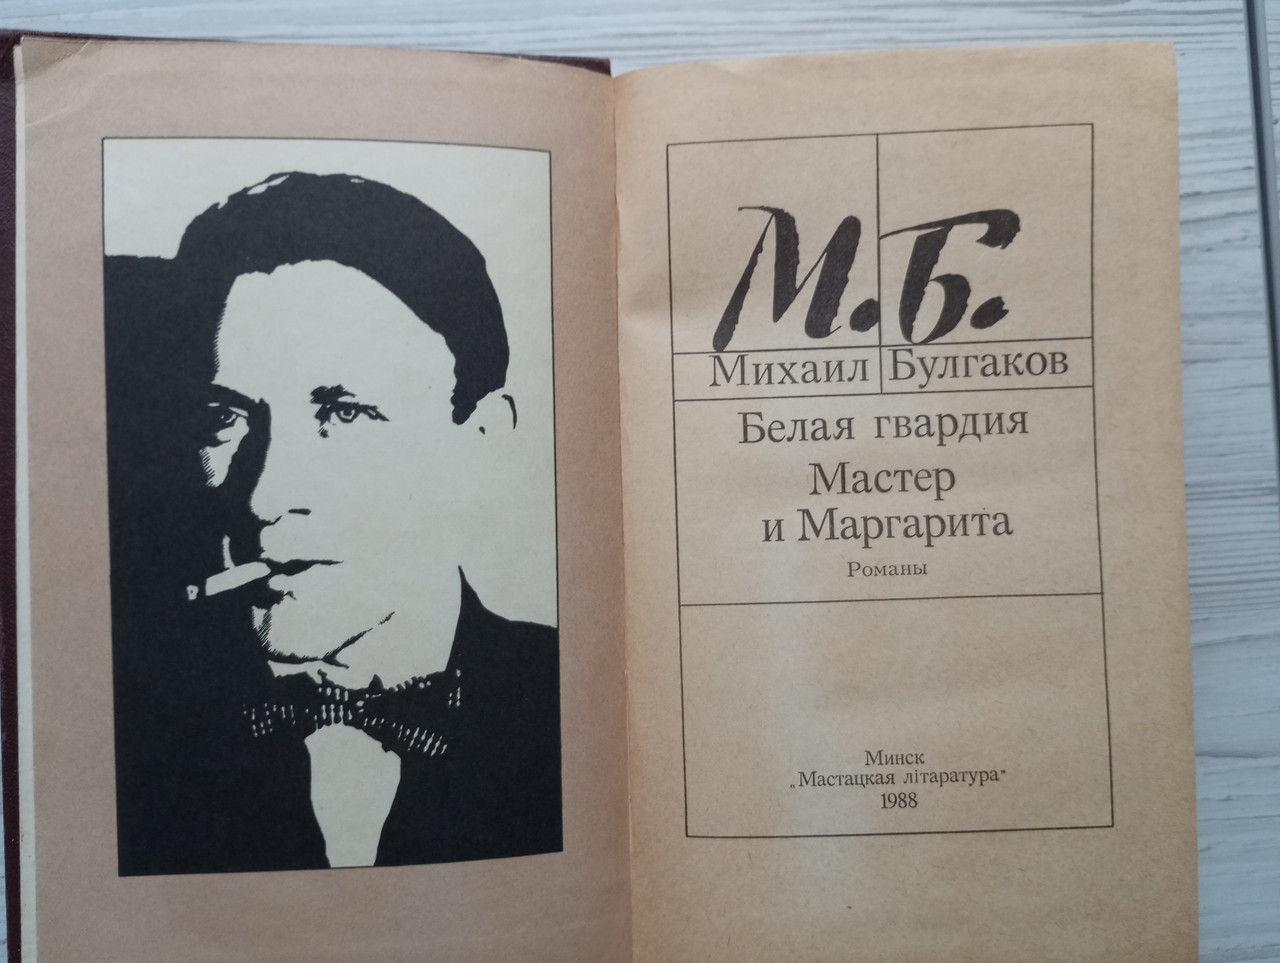 М.Б.
Михаил Булгаков
Белая гвардия
Мастер
и Маргарита
Романы
Минск
„Мастацкая літаратура“
1988